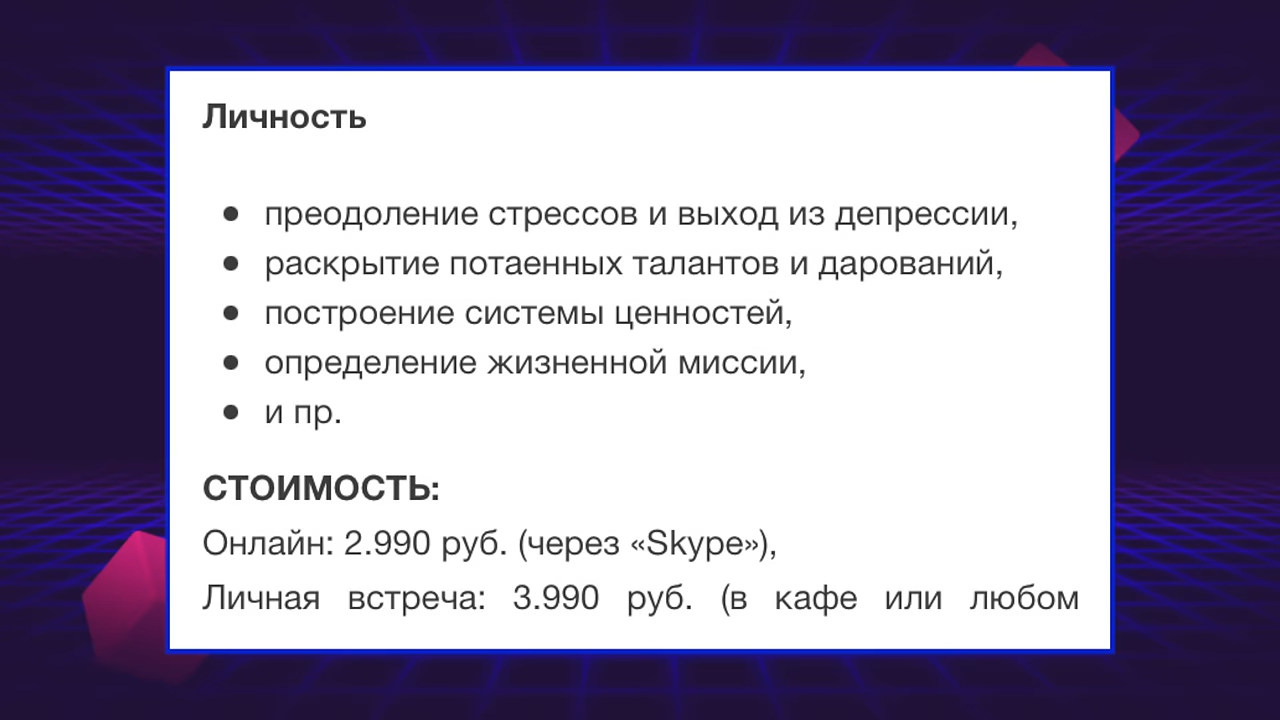 Личность
• преодоление стрессов и выход из депрессии,
• раскрытие потаенных талантов и дарований,
• построение системы ценностей,
• определение жизненной миссии,
• и пр.
СТОИМОСТЬ:
Онлайн: 2.990 руб. (через «Skype»),
Личная встреча: 3.990 руб. (в кафе или любом